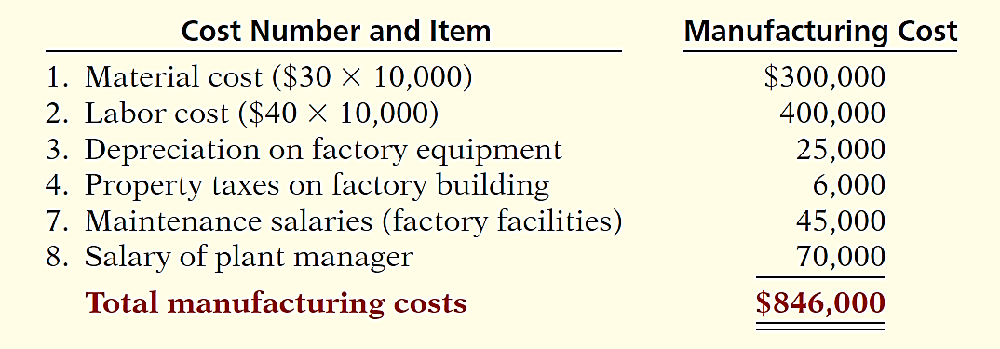 Cost Number and Item Manufacturing Cost
1. Material cost ($30 × 10,000) $300,000
2. Labor cost ($40 × 10,000) 400,000
3. Depreciation on factory equipment 25,000
4. Property taxes on factory building 6,000
7. Maintenance salaries (factory facilities) 45,000
8. Salary of plant manager 70,000
Total manufacturing costs $846,000